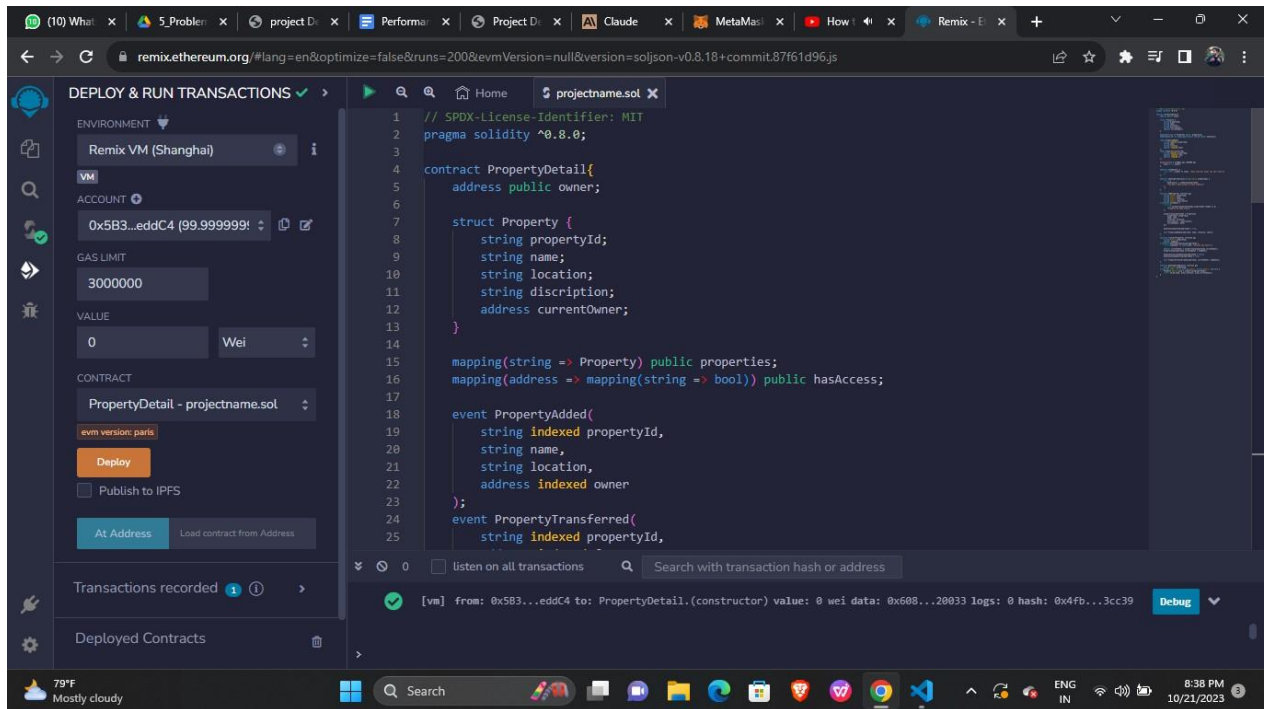 (10) What
5_Problem
project Do
Performan
Project De
Claude
MetaMask
How t
Remix - E
remix.ethereum.org/#lang=en&optimize=false&runs=200&evmVersion=null&version=soljson-v0.8.18+commit.87f61d96.js
DEPLOY & RUN TRANSACTIONS
ENVIRONMENT
Remix VM (Shanghai)
VM
ACCOUNT
0x5B3...eddC4 (99.9999999
GAS LIMIT
3000000
VALUE
0 Wei
CONTRACT
PropertyDetail - projectname.sol
evm version: paris
Deploy
Publish to IPFS
At Address Load contract from Address
Transactions recorded 1
Deployed Contracts
Home projectname.sol
1 // SPDX-License-Identifier: MIT
2 pragma solidity ^0.8.0;
3
4 contract PropertyDetail{
5 address public owner;
6
7 struct Property {
8 string propertyId;
9 string name;
10 string location;
11 string discription;
12 address currentOwner;
13 }
14
15 mapping(string => Property) public properties;
16 mapping(address => mapping(string => bool)) public hasAccess;
17
18 event PropertyAdded(
19 string indexed propertyId,
20 string name,
21 string location,
22 address indexed owner
23 );
24 event PropertyTransferred(
25 string indexed propertyId,
0 listen on all transactions Search with transaction hash or address
[vm] from: 0x5B3...eddC4 to: PropertyDetail.(constructor) value: 0 wei data: 0x608...20033 logs: 0 hash: 0x4fb...3cc39 Debug
>
79°F
Mostly cloudy
Search
ENG
IN
8:38 PM
10/21/2023
3